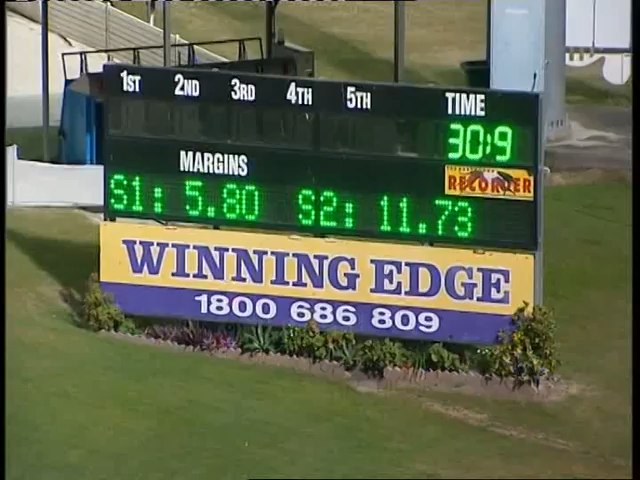 1ST 2ND 3RD 4TH 5TH TIME
30:9
MARGINS
RECORDER
S1: 5.80 S2: 11.73
WINNING EDGE
1800 686 809